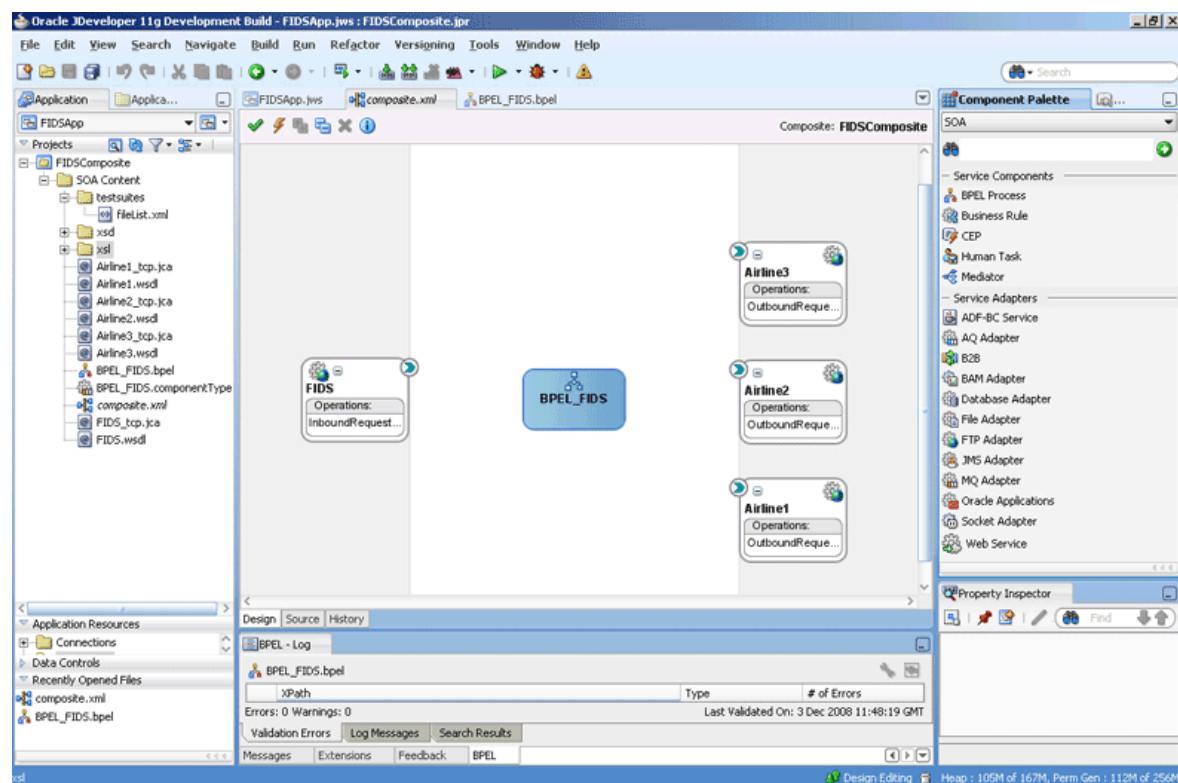 Oracle JDeveloper 11g Development Build - FIDSApp.jws : FIDSComposite.jpr
File Edit View Search Navigate Build Run Refactor Versioning Tools Window Help
Search
Application
Applica...
FIDSApp
Projects
FIDSComposite
SOA Content
testsuites
fileList.xml
xsd
xsl
Airline1_tcp.jca
Airline1.wsdl
Airline2_tcp.jca
Airline2.wsdl
Airline3_tcp.jca
Airline3.wsdl
BPEL_FIDS.bpel
BPEL_FIDS.componentType
composite.xml
FIDS_tcp.jca
FIDS.wsdl
Application Resources
Connections
Data Controls
Recently Opened Files
composite.xml
BPEL_FIDS.bpel
FIDSApp.jws
composite.xml
BPEL_FIDS.bpel
Composite: FIDSComposite
FIDS
Operations:
InboundRequest...
BPEL_FIDS
Airline3
Operations:
OutboundReque...
Airline2
Operations:
OutboundReque...
Airline1
Operations:
OutboundReque...
Design Source History
BPEL - Log
BPEL_FIDS.bpel
XPath Type # of Errors
Errors: 0 Warnings: 0 Last Validated On: 3 Dec 2008 11:48:19 GMT
Validation Errors Log Messages Search Results
Messages Extensions Feedback BPEL
Component Palette
SOA
Service Components
BPEL Process
Business Rule
CEP
Human Task
Mediator
Service Adapters
ADF-BC Service
AQ Adapter
B2B
BAM Adapter
Database Adapter
File Adapter
FTP Adapter
JMS Adapter
MQ Adapter
Oracle Applications
Socket Adapter
Web Service
Property Inspector
Find
xsl
Design Editing
Heap : 105M of 167M, Perm Gen : 112M of 256M